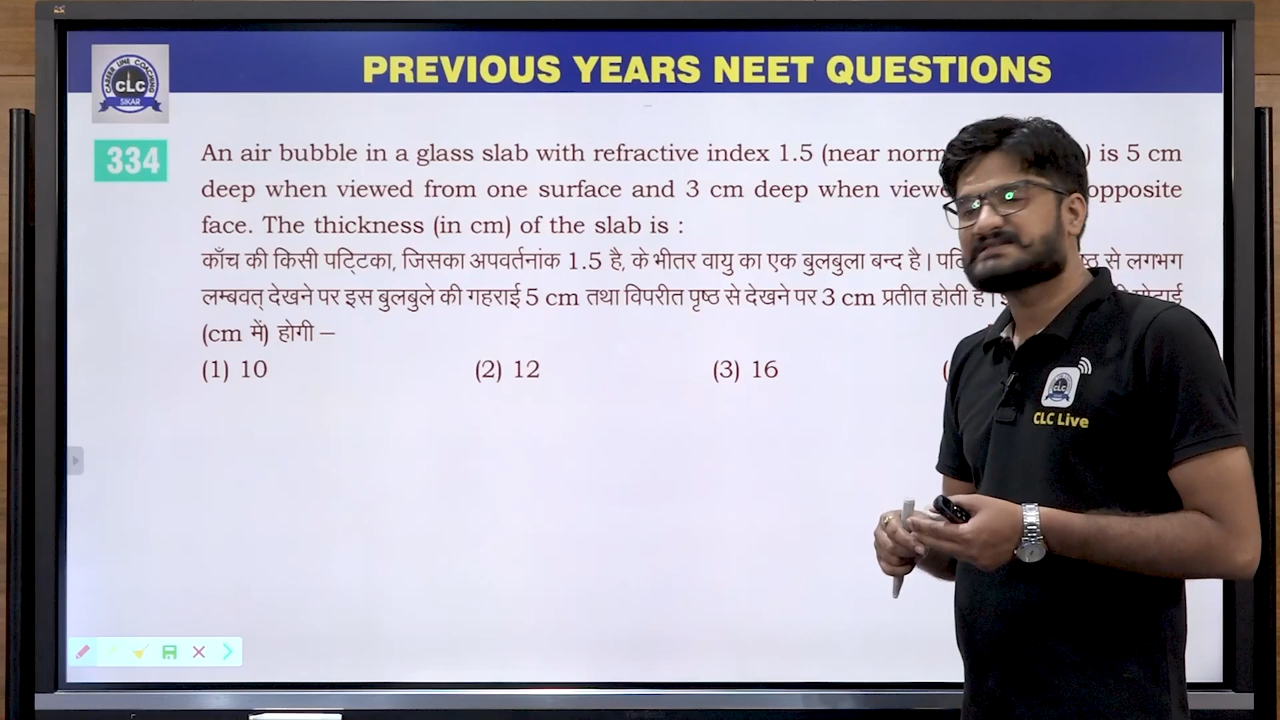 PREVIOUS YEARS NEET QUESTIONS
CAREER LINE COACHING
CLC
SIKAR
334
An air bubble in a glass slab with refractive index 1.5 (near ) is 5 cm
deep when viewed from one surface and 3 cm deep when opposite
face. The thickness (in cm) of the slab is :
काँच की किसी पट्टिका, जिसका अपवर्तनांक 1.5 है, के भीतर वायु का एक बुलबुला बन्द है। से लगभग
लम्बवत् देखने पर इस बुलबुले की गहराई 5 cm तथा विपरीत पृष्ठ से देखने पर 3 cm प्रतीत होती है।
(cm में) होगी –
(1) 10 (2) 12 (3) 16
CLC
CLC Live